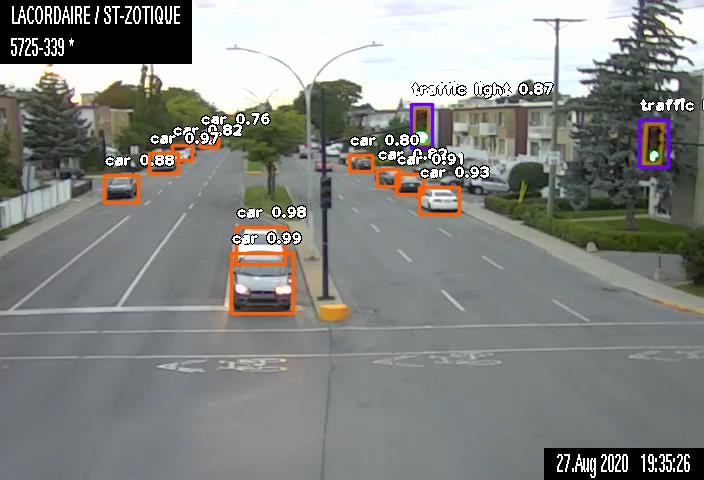 LACORDAIRE / ST-ZOTIQUE
5725-339 *
traffic light 0.87
traffic
car 0.76
car 0.82
car 0.97
car 0.88
car 0.80
car
0.91
car 0.93
car 0.98
car 0.99
27.Aug 2020 19:35:26